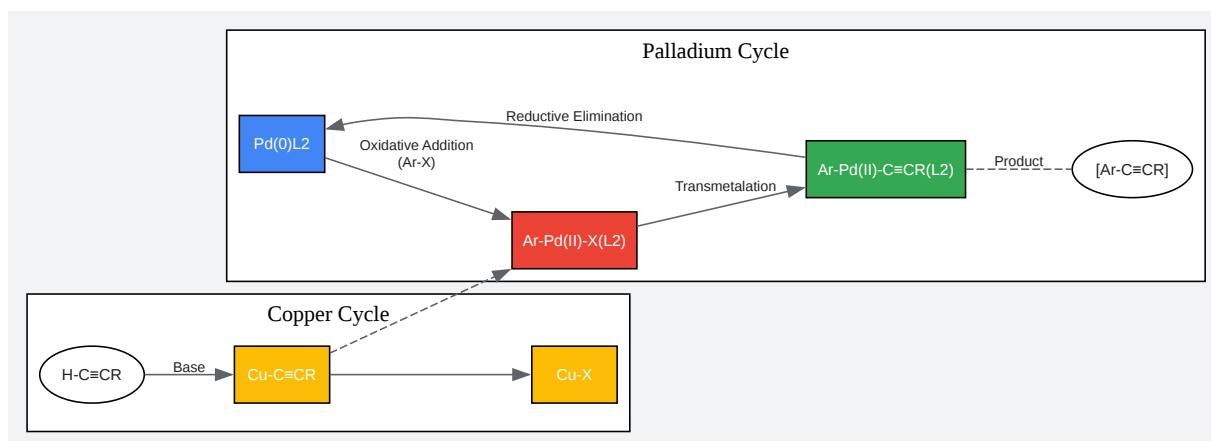 Palladium Cycle
Reductive Elimination
Pd(0)L2
Oxidative Addition
(Ar-X)
Ar-Pd(II)-C≡CR(L2)
Product
[Ar-C≡CR]
Transmetalation
Ar-Pd(II)-X(L2)
Copper Cycle
H-C≡CR
Base
Cu-C≡CR
Cu-X